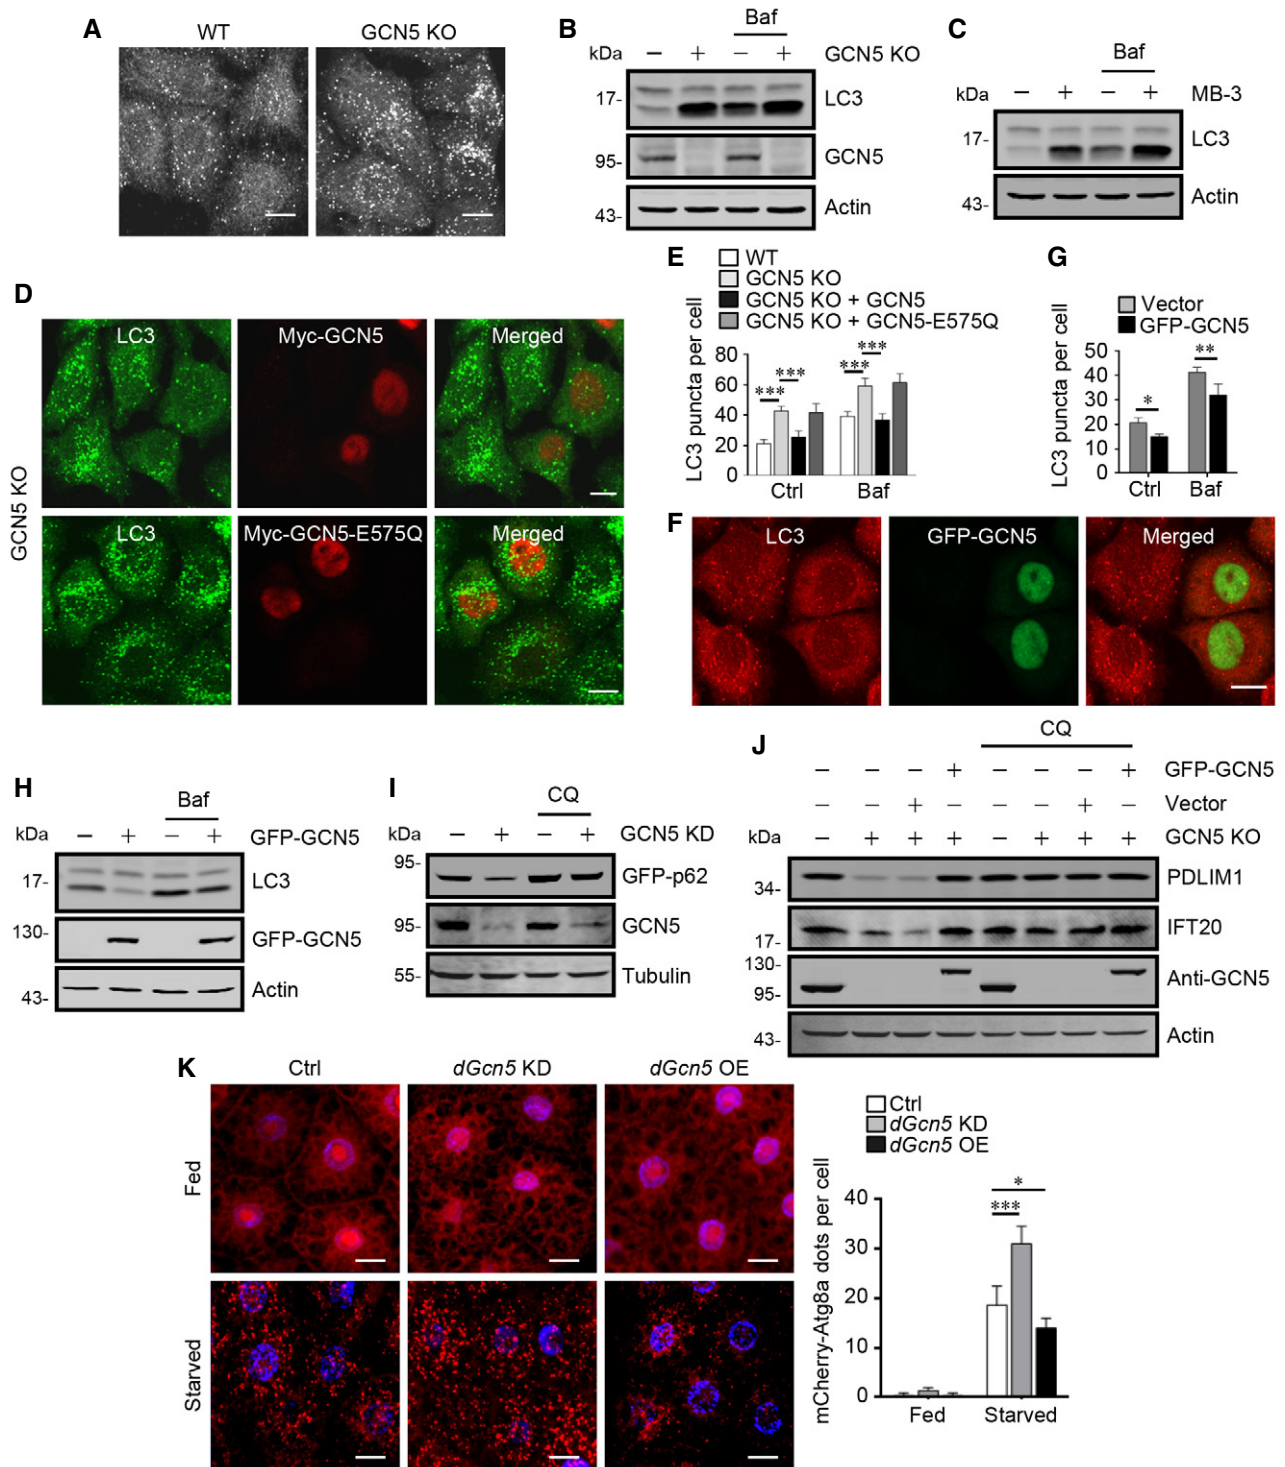 A
WT
GCN5 KO
B
Baf
kDa
− + − +
GCN5 KO
17-
LC3
95-
GCN5
43-
Actin
C
Baf
kDa
− + − +
MB-3
17-
LC3
43-
Actin
D
GCN5 KO
LC3
Myc-GCN5
Merged
LC3
Myc-GCN5-E575Q
Merged
E
WT
GCN5 KO
GCN5 KO + GCN5
GCN5 KO + GCN5-E575Q
LC3 puncta per cell
80
60
40
20
0
*** ***
*** ***
Ctrl
Baf
G
Vector
GFP-GCN5
LC3 puncta per cell
50
40
30
20
10
0
*
**
Ctrl
Baf
F
LC3
GFP-GCN5
Merged
H
Baf
kDa
− + − +
GFP-GCN5
17-
LC3
130-
GFP-GCN5
43-
Actin
I
CQ
kDa
− + − +
GCN5 KD
95-
GFP-p62
95-
GCN5
55-
Tubulin
J
CQ
− − − + − − − +
GFP-GCN5
− − + − − − + −
Vector
kDa
− + + + − + + +
GCN5 KO
34-
PDLIM1
17-
IFT20
130-
95-
Anti-GCN5
43-
Actin
K
Ctrl
dGcn5 KD
dGcn5 OE
Fed
Starved
Ctrl
dGcn5 KD
dGcn5 OE
mCherry-Atg8a dots per cell
40
30
20
10
0
*
***
Fed
Starved